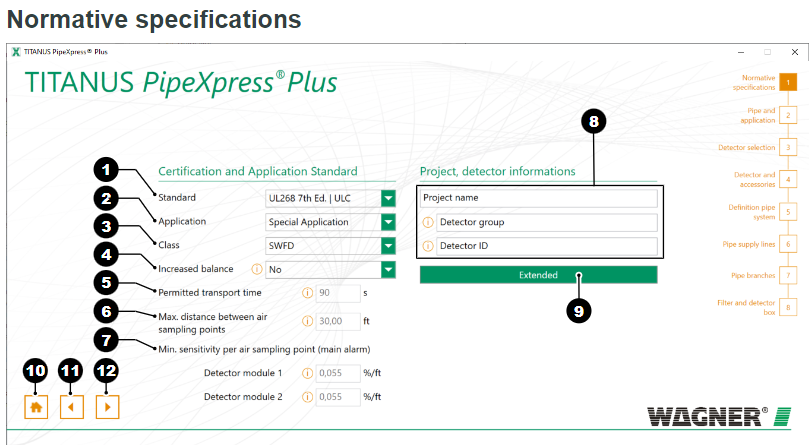 Normative specifications
TITANUS PipeXpress® Plus
TITANUS PipeXpress® Plus
Normative
specifications
1
Pipe and
application
2
Detector selection
3
Detector and
accessories
4
Definition pipe
system
5
Pipe supply lines
6
Pipe branches
7
Filter and detector
box
8
Certification and Application Standard
1
Standard
UL268 7th Ed. | ULC
2
Application
Special Application
3
Class
SWFD
4
Increased balance
No
5
Permitted transport time
90 s
6
Max. distance between air
sampling points
30,00 ft
7
Min. sensitivity per air sampling point (main alarm)
Detector module 1
0,055 %/ft
Detector module 2
0,055 %/ft
8
Project, detector informations
Project name
Detector group
Detector ID
Extended
9
10
11
12
WAGNER®